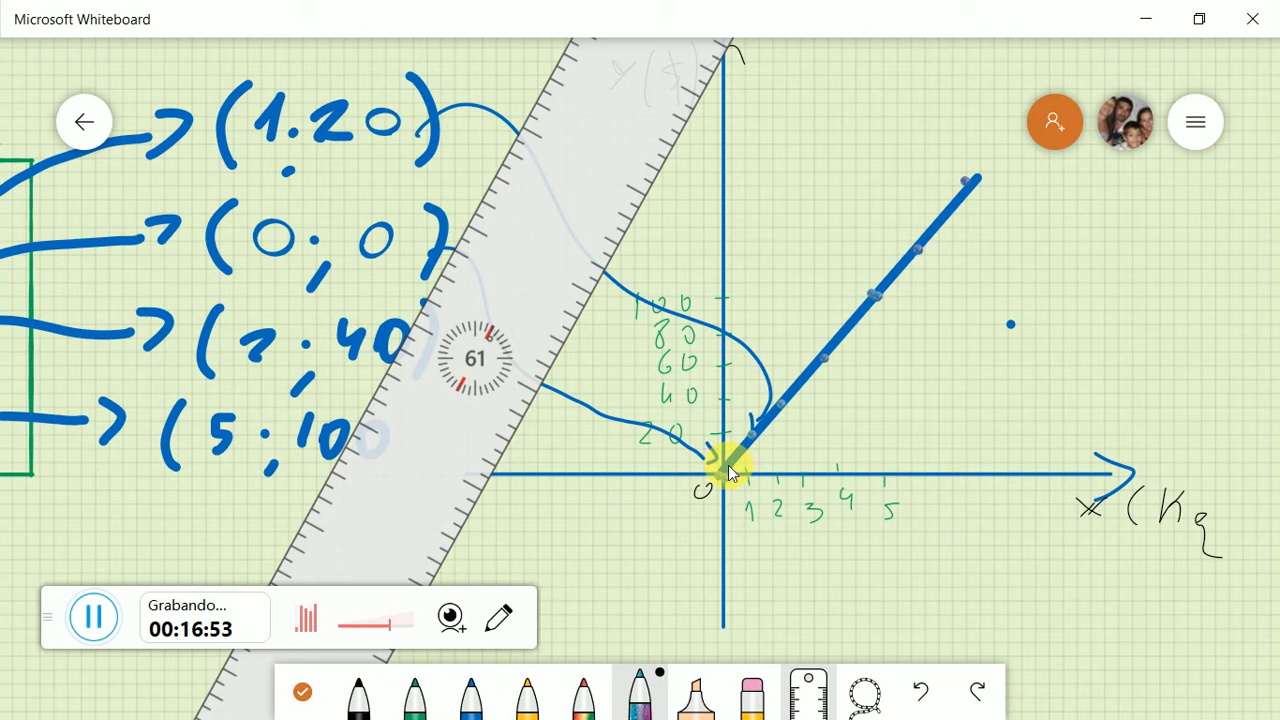 Microsoft Whiteboard
y($)
(1.20)
(0; 0)
(2; 40)
(5; 100
61
100
80
60
40
20
0
1 2 3 4 5
x (Kg
Grabando...
00:16:53